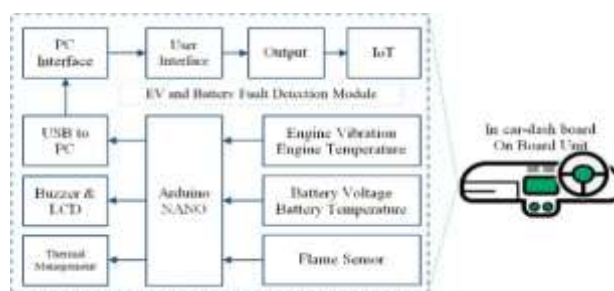 PC
Interface
User
Interface
Output
IoT
EV and Battery Fault Detection Module
USB to
PC
Buzzer &
LCD
Thermal
Management
Arduino
NANO
Engine Vibration
Engine Temperature
Battery Voltage
Battery Temperature
Flame Sensor
In car-dash board
On Board Unit